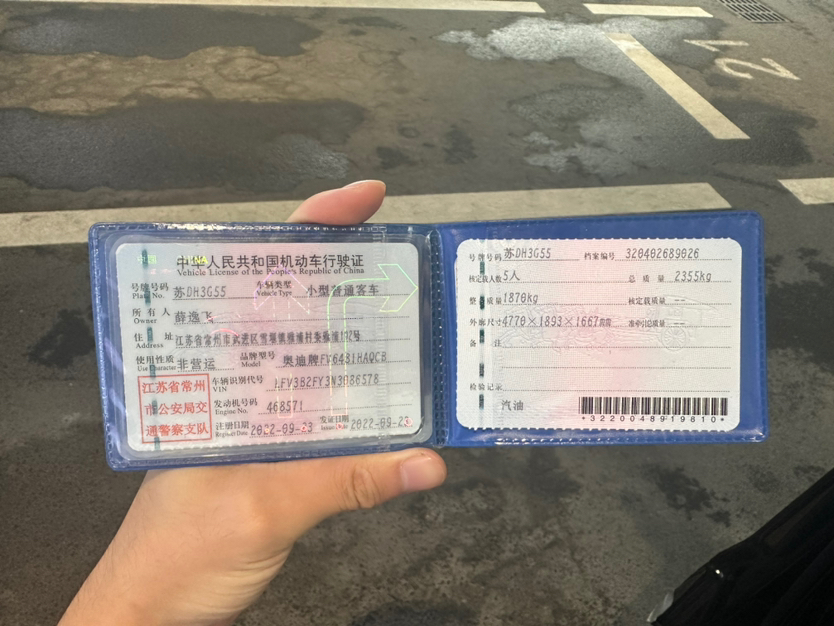 21
中华人民共和国机动车行驶证
Vehicle License of the People's Republic of China
号牌号码 苏DH3G55 车辆类型 小型普通客车
Plate No. Vehicle Type
所有人 薛逸飞
Owner
住址 江苏省常州市武进区雪堰镇
Address
使用性质 非营运 品牌型号 奥迪牌FV6481HAQCB
Use Character Model
江苏省常州
市公安局交
通警察支队
车辆识别代号 LFV3B2FY3N3086578
VIN
发动机号码 468571
Engine No.
注册日期 2022-09-23 发证日期 2022-09-23
Register Date Issue Date
号牌号码 苏DH3G55 档案编号 320402689026
核定载人数 5人 总质量 2355kg
整备质量 1870kg 核定载质量 --
外廓尺寸 4770×1893×1667mm 准牵引总质量 --
备注
检验记录
汽油
*3220048919810*